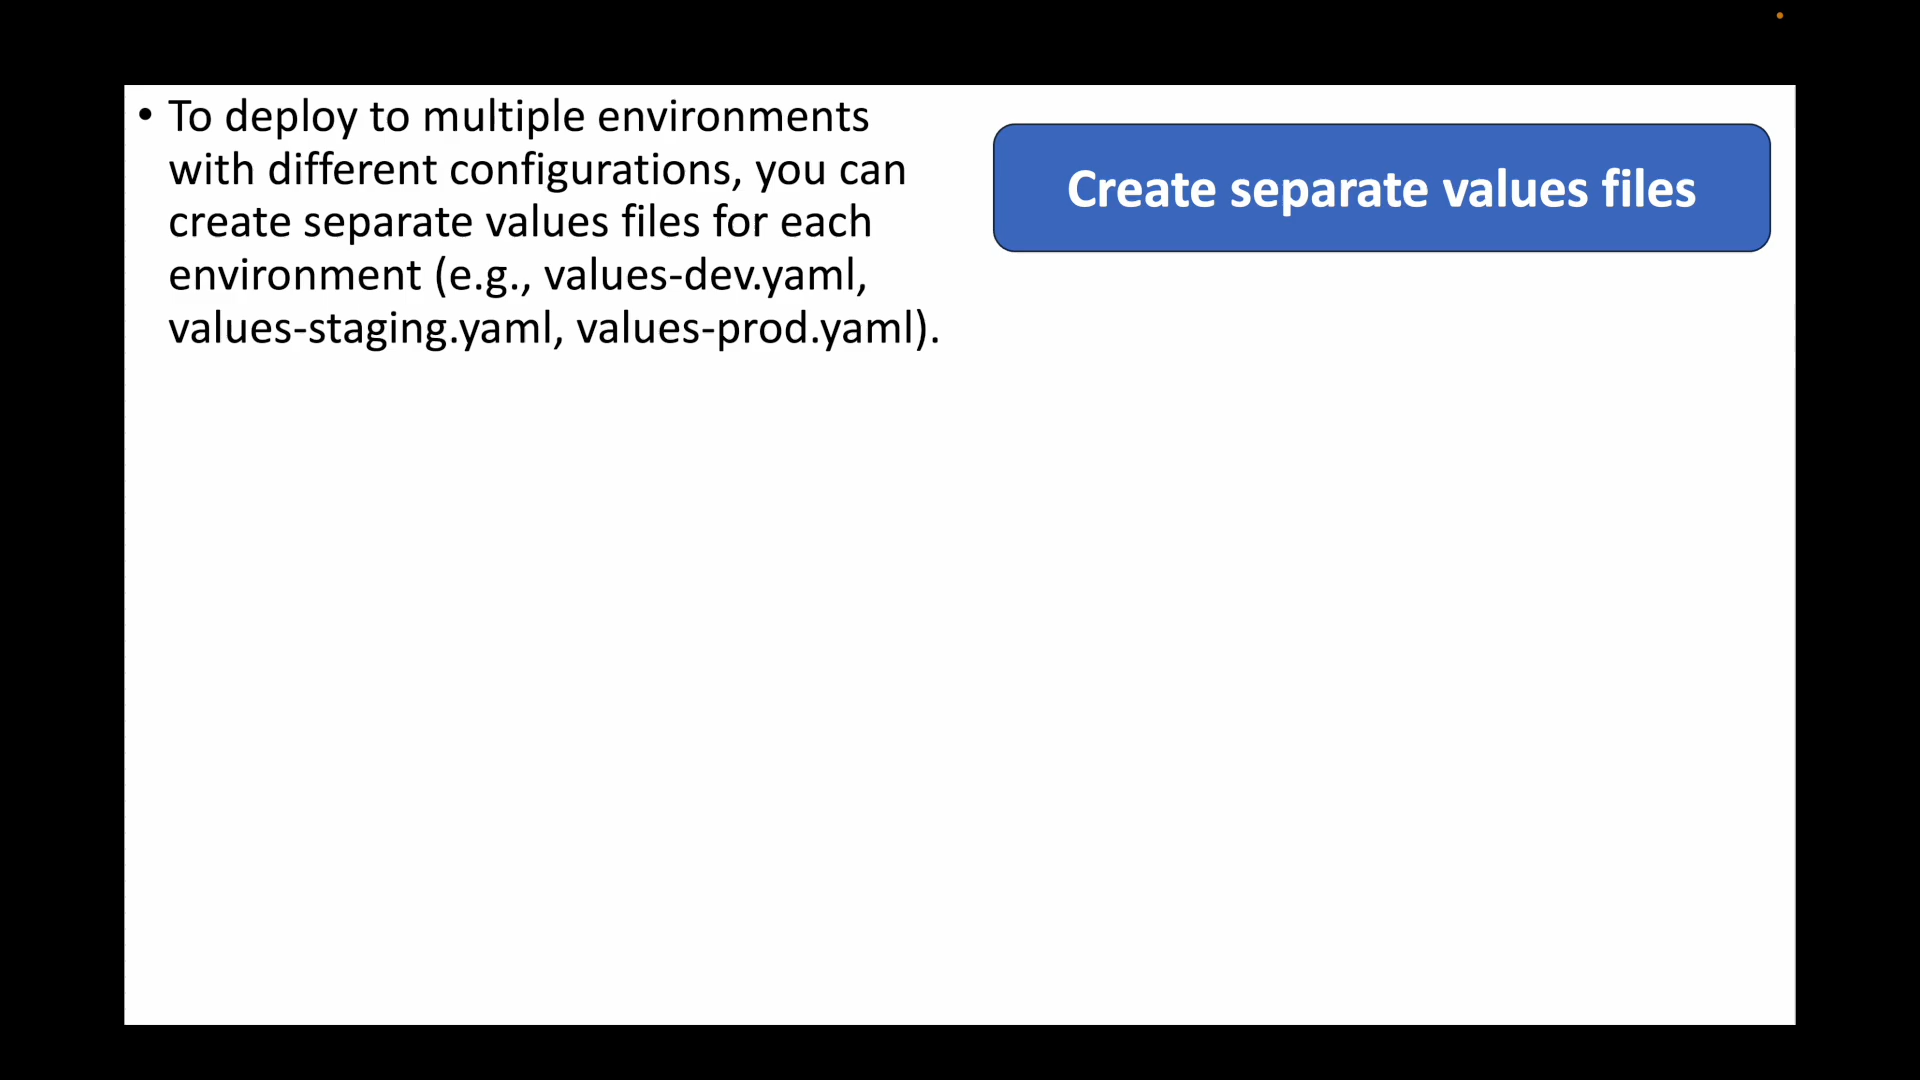 • To deploy to multiple environments
with different configurations, you can
create separate values files for each
environment (e.g., values-dev.yaml,
values-staging.yaml, values-prod.yaml).
Create separate values files